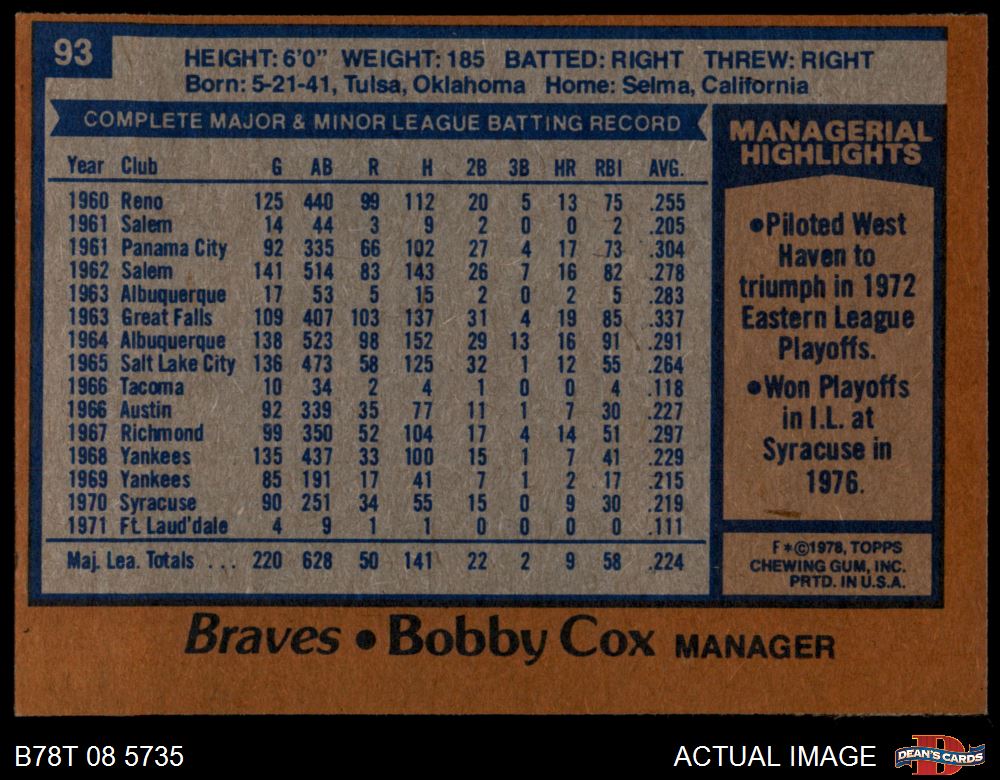 93
HEIGHT: 6'0" WEIGHT: 185 BATTED: RIGHT THREW: RIGHT
Born: 5-21-41, Tulsa, Oklahoma Home: Selma, California
COMPLETE MAJOR & MINOR LEAGUE BATTING RECORD
Year Club G AB R H 2B 3B HR RBI AVG.
1960 Reno 125 440 99 112 20 5 13 75 .255
1961 Salem 14 44 3 9 2 0 0 2 .205
1961 Panama City 92 335 66 102 27 4 17 73 .304
1962 Salem 141 514 83 143 26 7 16 82 .278
1963 Albuquerque 17 53 5 15 2 0 2 5 .283
1963 Great Falls 109 407 103 137 31 4 19 85 .337
1964 Albuquerque 138 523 98 152 29 13 16 91 .291
1965 Salt Lake City 136 473 58 125 32 1 12 55 .264
1966 Tacoma 10 34 2 4 1 0 0 4 .118
1966 Austin 92 339 35 77 11 1 7 30 .227
1967 Richmond 99 350 52 104 17 4 14 51 .297
1968 Yankees 135 437 33 100 15 1 7 41 .229
1969 Yankees 85 191 17 41 7 1 2 17 .215
1970 Syracuse 90 251 34 55 15 0 9 30 .219
1971 Ft. Laud'dale 4 9 1 1 0 0 0 0 .111
Maj. Lea. Totals ... 220 628 50 141 22 2 9 58 .224
MANAGERIAL
HIGHLIGHTS
•Piloted West
Haven to
triumph in 1972
Eastern League
Playoffs.
•Won Playoffs
in I.L. at
Syracuse in
1976.
F*©1978, TOPPS
CHEWING GUM, INC.
PRTD. IN U.S.A.
Braves • Bobby Cox MANAGER
B78T 08 5735
ACTUAL IMAGE
D
DEAN'S CARDS